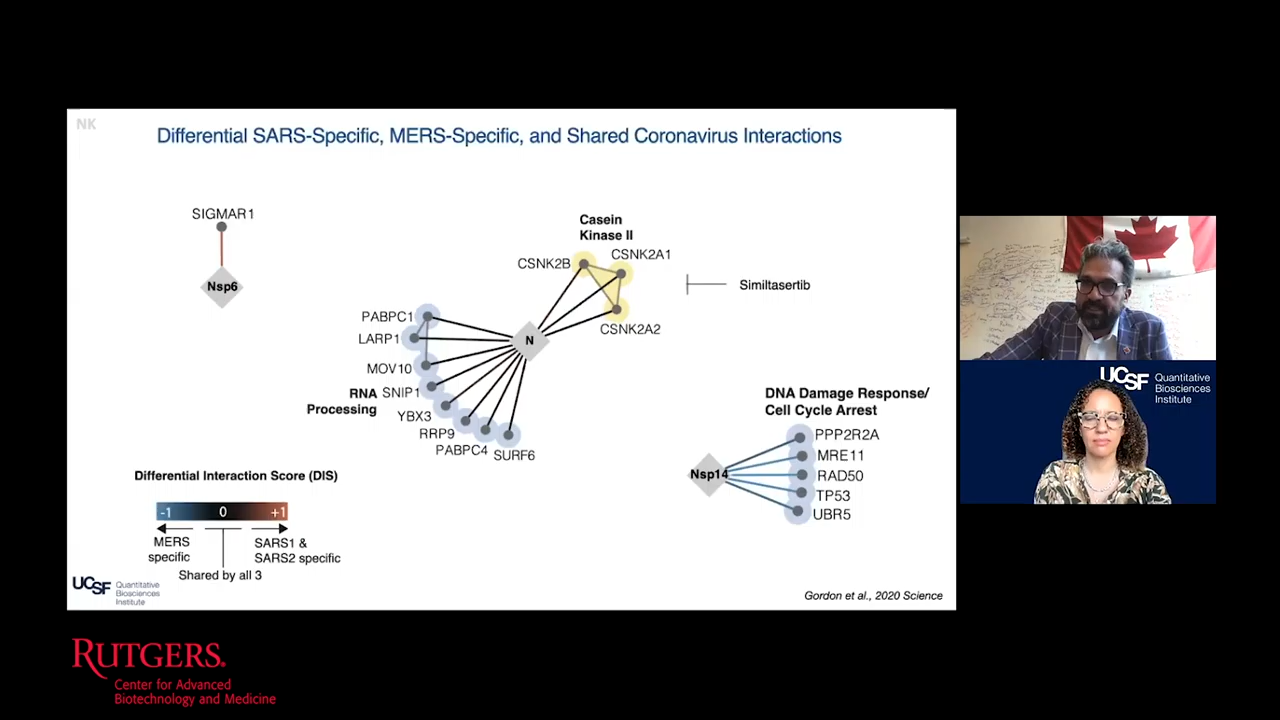 NK
Differential SARS-Specific, MERS-Specific, and Shared Coronavirus Interactions
SIGMAR1
Nsp6
Casein
Kinase II
CSNK2B
CSNK2A1
CSNK2A2
Similtasertib
PABPC1
LARP1
MOV10
SNIP1
YBX3
RRP9
PABPC4
SURF6
RNA
Processing
N
DNA Damage Response/
Cell Cycle Arrest
Nsp14
PPP2R2A
MRE11
RAD50
TP53
UBR5
Differential Interaction Score (DIS)
-1 0 +1
MERS
specific
SARS1 &
SARS2 specific
Shared by all 3
UCSF Quantitative
Biosciences
Institute
Gordon et al., 2020 Science
UCSF Quantitative
Biosciences
Institute
RUTGERS
Center for Advanced
Biotechnology and Medicine